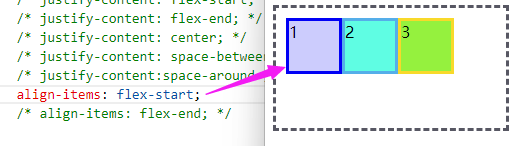 /* justify-content: flex-start;
/* justify-content: flex-end; */
/* justify-content: center; */
/* justify-content: space-between
/* justify-content:space-around
align-items: flex-start;
/* align-items: flex-end; */
1 2 3